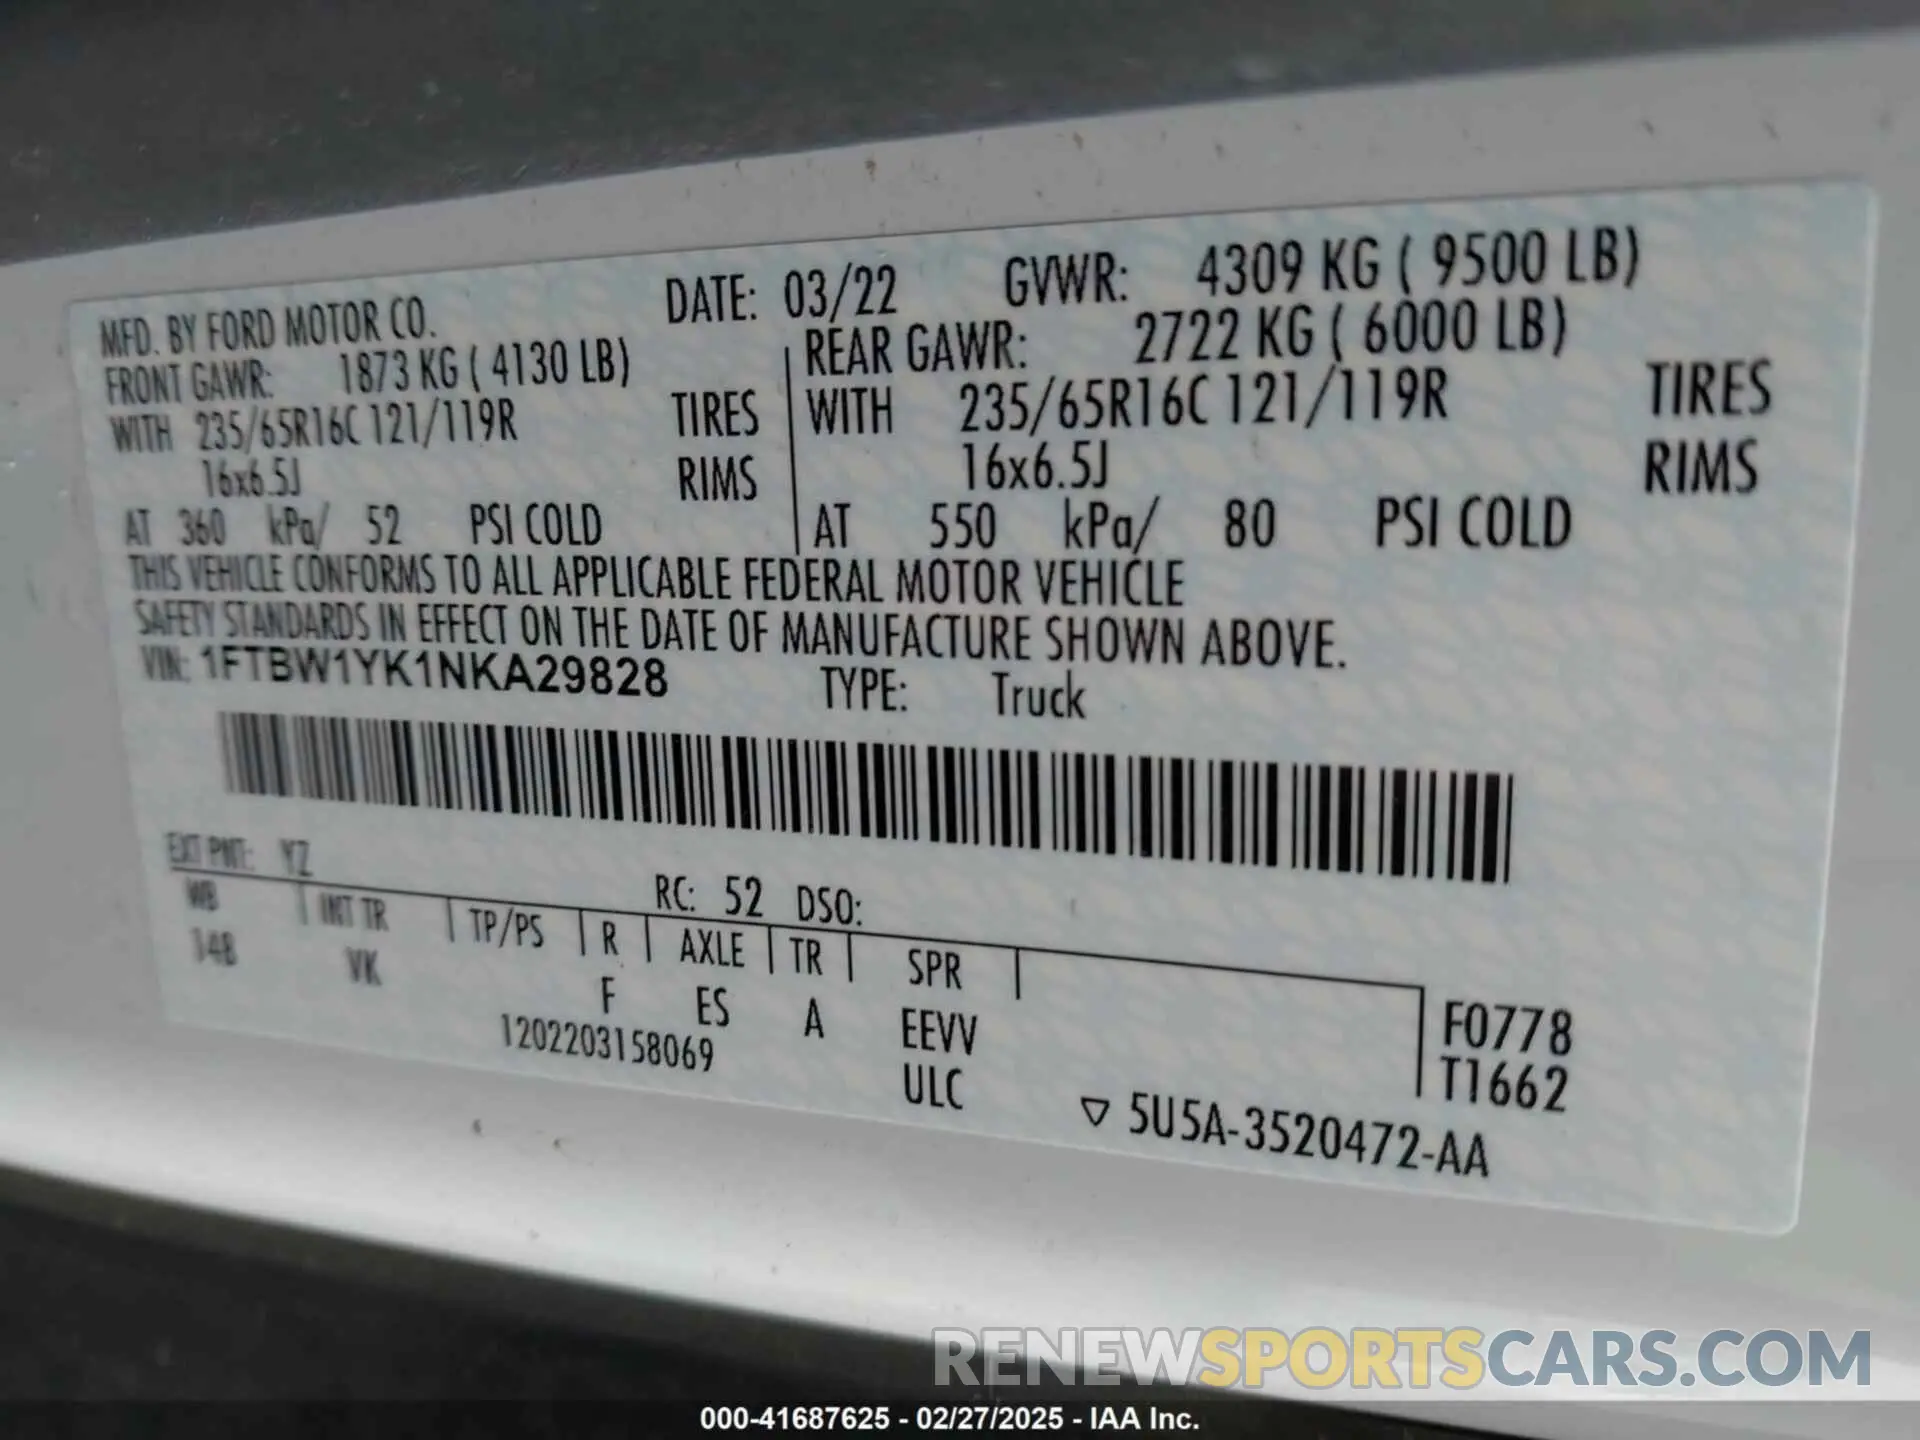 MFD. BY FORD MOTOR CO. DATE: 03/22 GVWR: 4309 KG ( 9500 LB)
FRONT GAWR: 1873 KG ( 4130 LB) REAR GAWR: 2722 KG ( 6000 LB)
WITH 235/65R16C 121/119R TIRES WITH 235/65R16C 121/119R TIRES
16x6.5J RIMS 16x6.5J RIMS
AT 360 kPa/ 52 PSI COLD AT 550 kPa/ 80 PSI COLD
THIS VEHICLE CONFORMS TO ALL APPLICABLE FEDERAL MOTOR VEHICLE
SAFETY STANDARDS IN EFFECT ON THE DATE OF MANUFACTURE SHOWN ABOVE.
VIN: 1FTBW1YK1NKA29828 TYPE: Truck
EXT PNT: YZ RC: 52 DSO:
WB INT TR TP/PS R AXLE TR SPR
148 VK F ES A EEVV F0778
1202203158069 ULC T1662
▽ 5U5A-3520472-AA
RENEWSPORTSCARS.COM
000-41687625 - 02/27/2025 - IAA Inc.